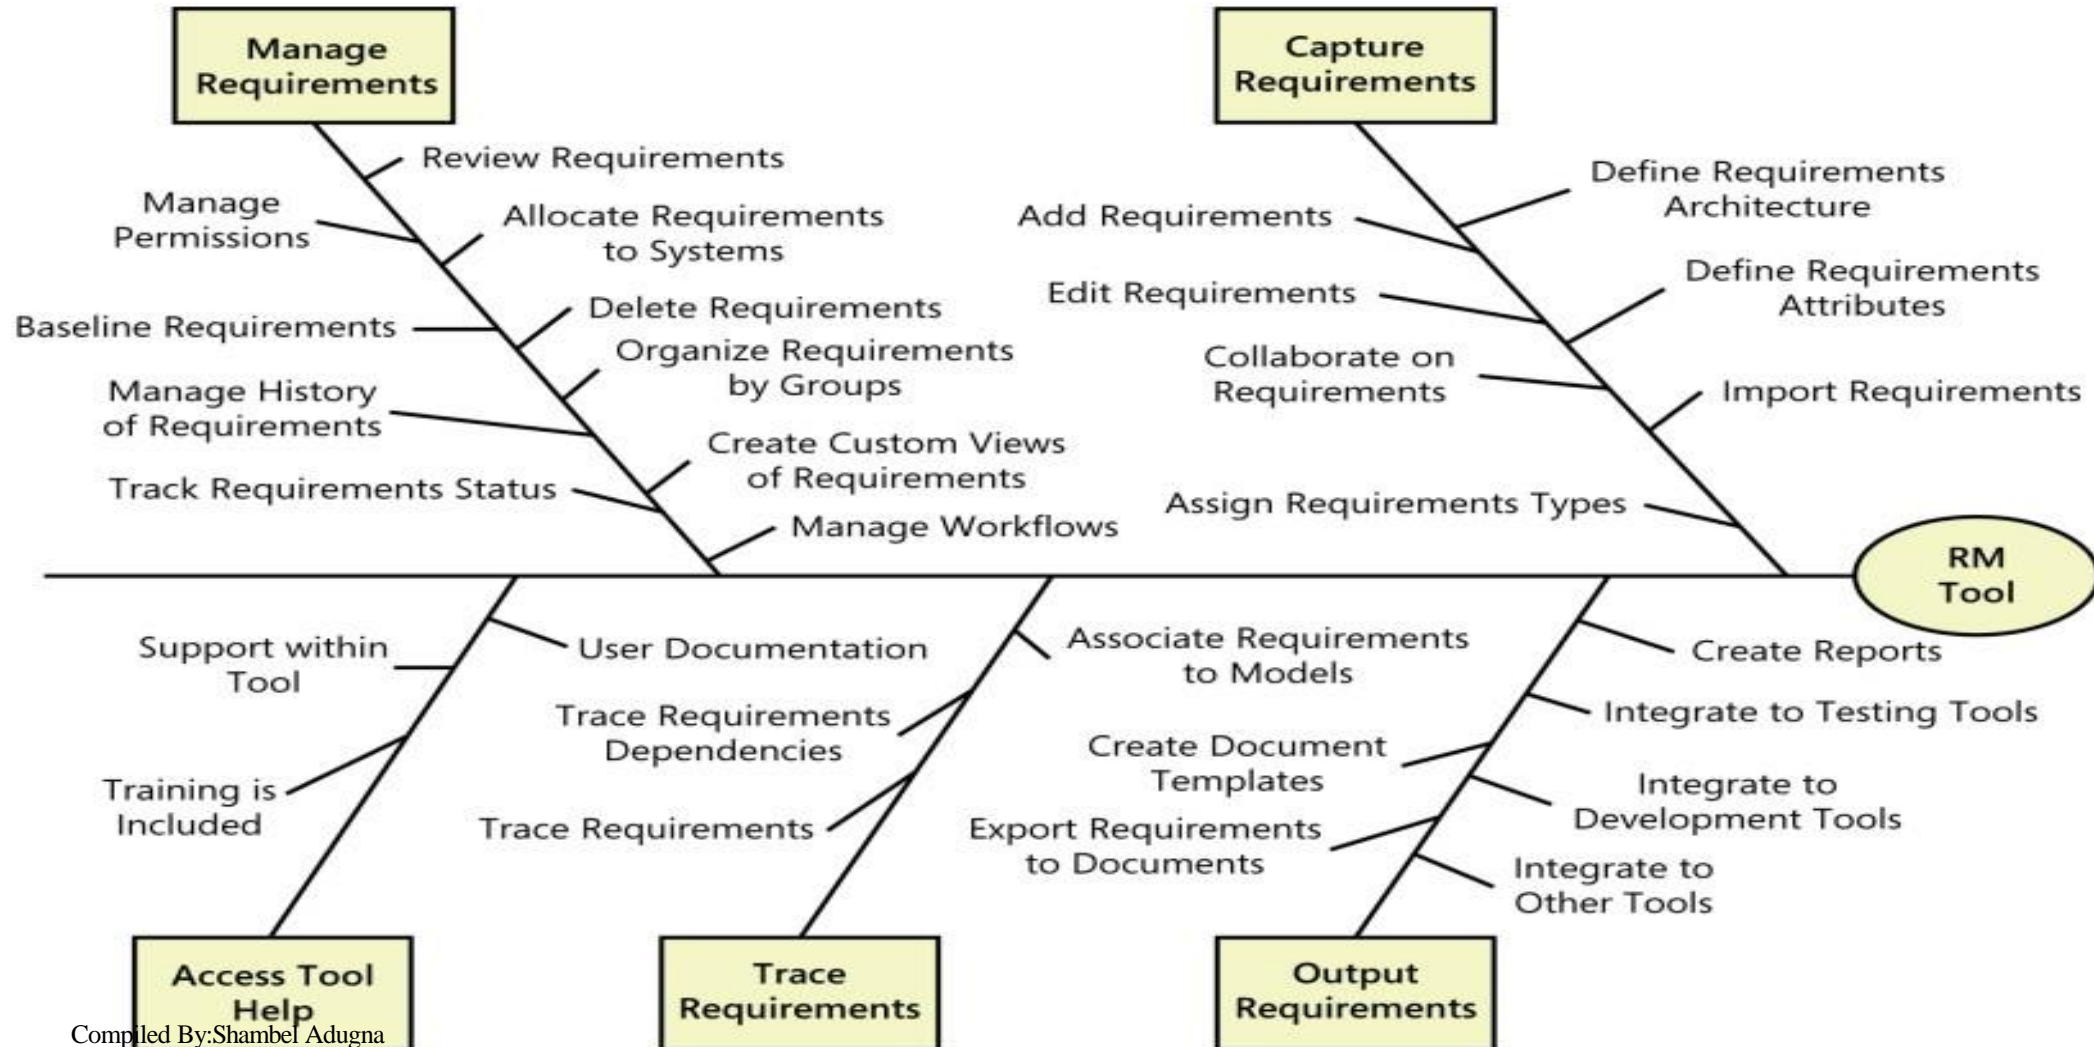 Manage
Requirements
Capture
Requirements
Review Requirements
Manage
Permissions
Allocate Requirements
to Systems
Baseline Requirements
Delete Requirements
Organize Requirements
by Groups
Manage History
of Requirements
Create Custom Views
of Requirements
Track Requirements Status
Manage Workflows
Define Requirements
Architecture
Add Requirements
Define Requirements
Attributes
Edit Requirements
Collaborate on
Requirements
Import Requirements
Assign Requirements Types
RM
Tool
Support within
Tool
User Documentation
Training is
Included
Associate Requirements
to Models
Trace Requirements
Dependencies
Trace Requirements
Create Reports
Integrate to Testing Tools
Create Document
Templates
Integrate to
Development Tools
Export Requirements
to Documents
Integrate to
Other Tools
Access Tool
Help
Trace
Requirements
Output
Requirements
Compiled By:Shambel Adugna